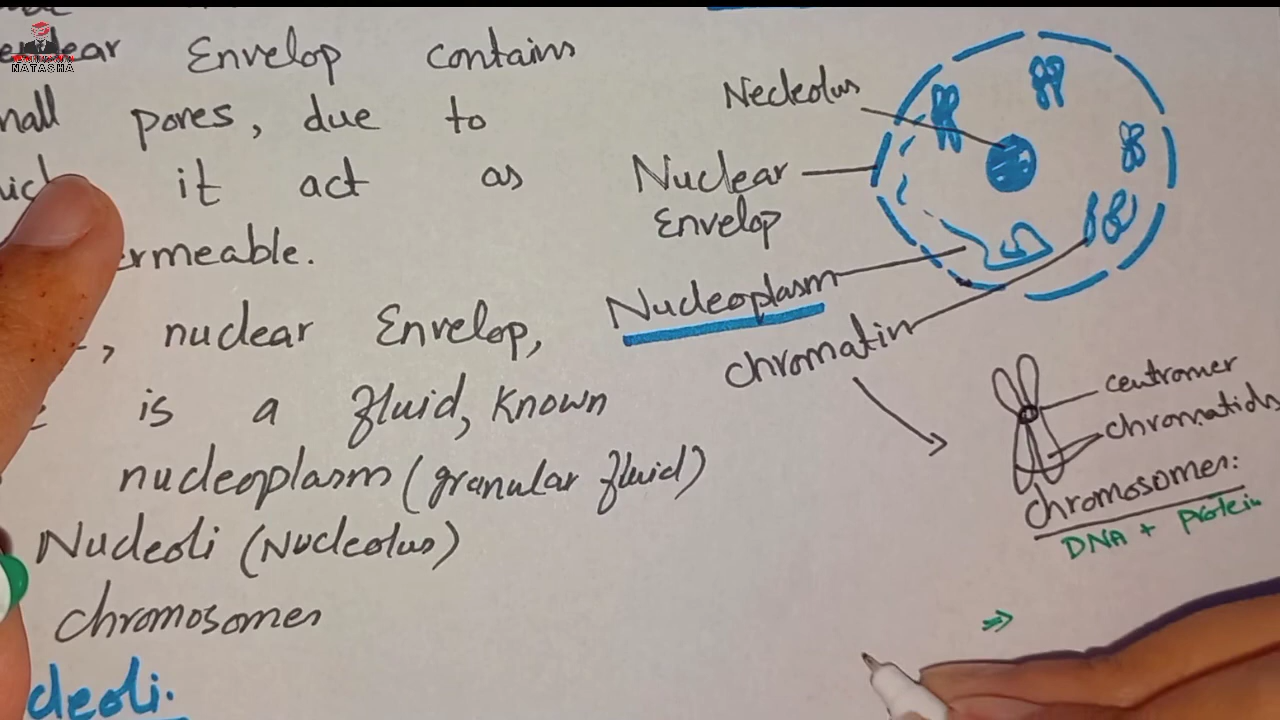 Envelop contains
pores, due to
it act as
ermeable.
, nuclear Envelop,
is a fluid, known
nucleoplasm (granular fluid)
Nucleoli (Nucleolus)
chromosomes
cleoli.
Necleolus
Nuclear
Envelop
Nucleoplasm
chromatin
centromer
chromatids
chromosomes:
DNA + protein
⇒
NATASHA